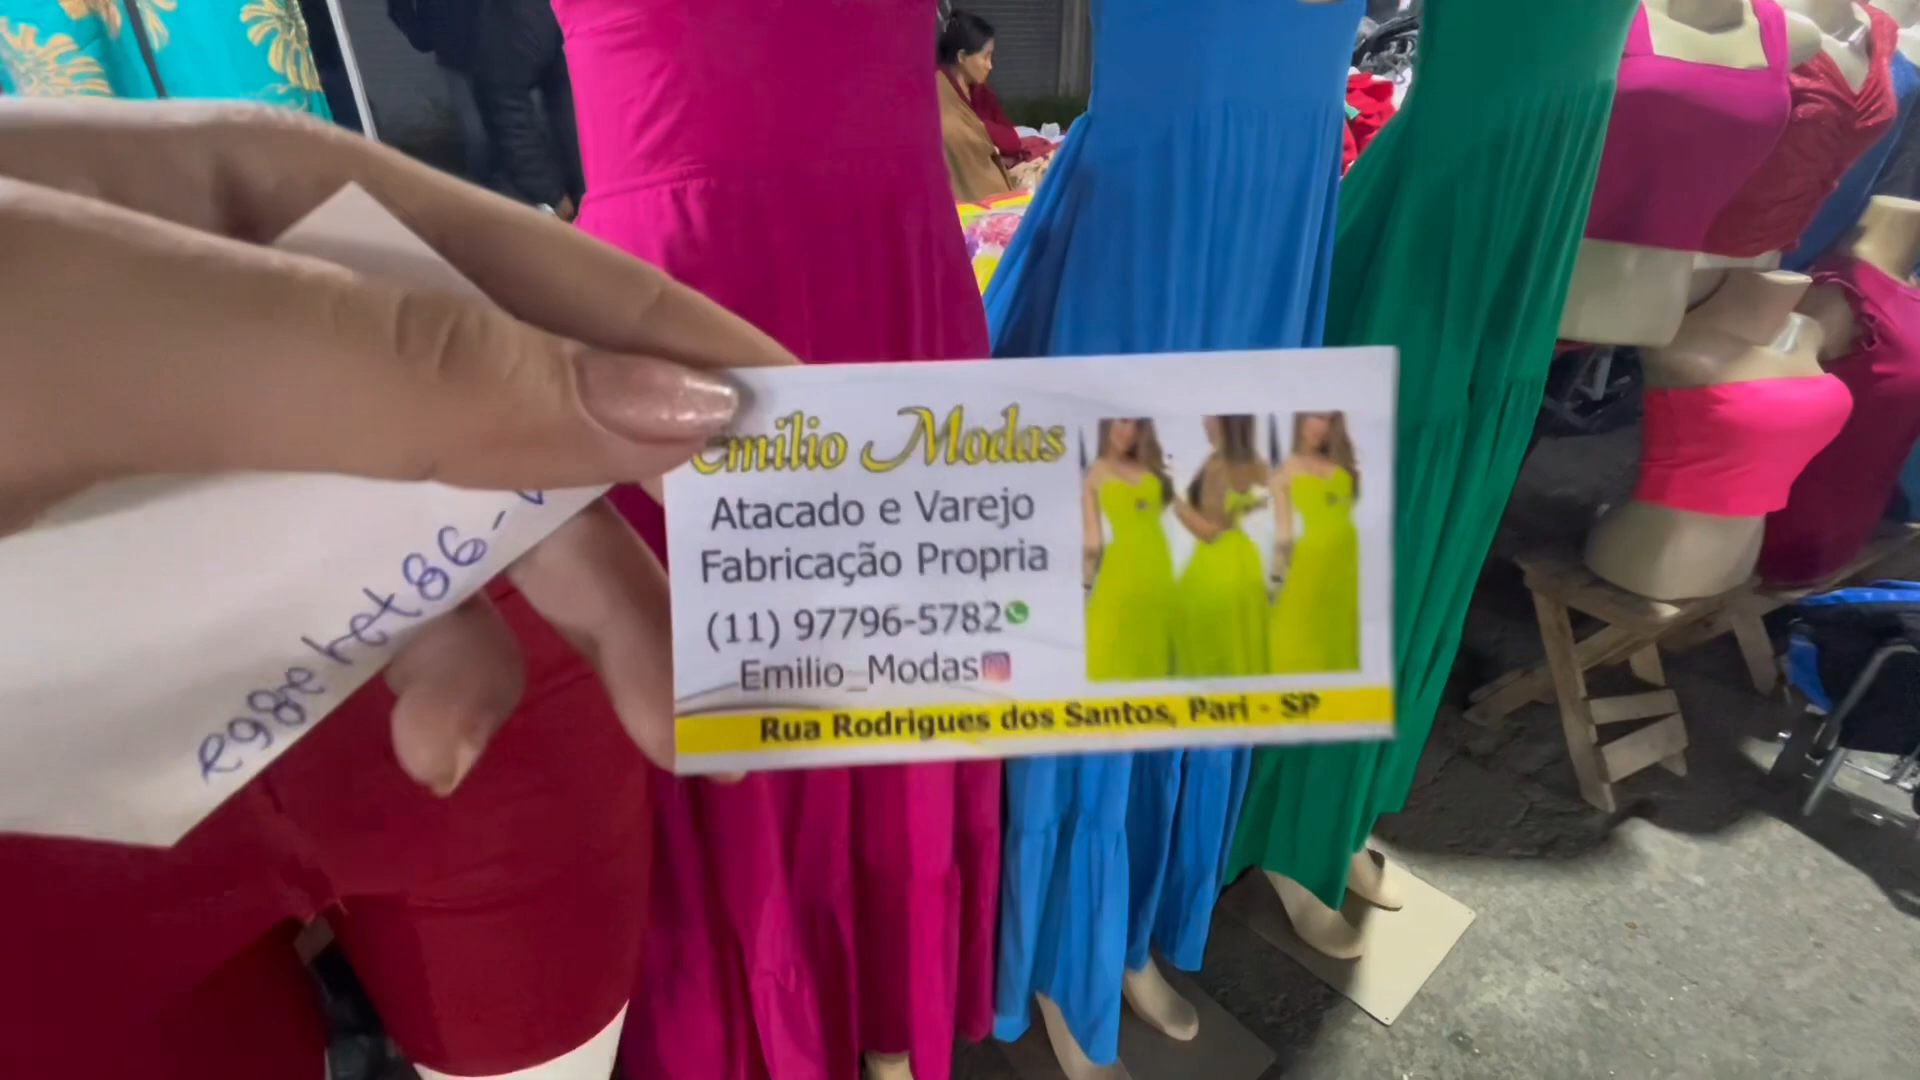 Emilio Modas
Atacado e Varejo
Fabricação Propria
(11) 97796-5782
Emilio_Modas
Rua Rodrigues dos Santos, Pari - SP